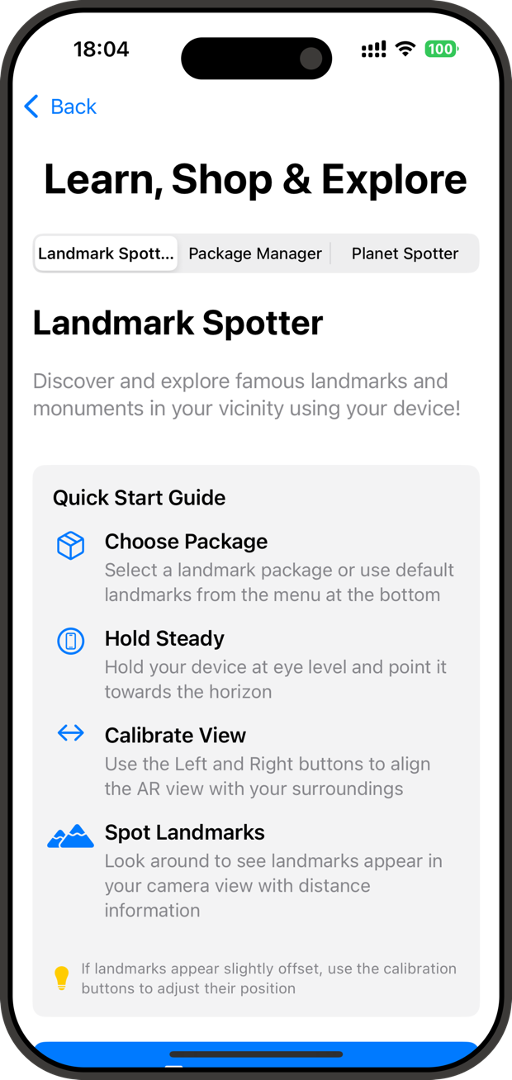 18:04
100
Back
Learn, Shop & Explore
Landmark Spott...
Package Manager
Planet Spotter
Landmark Spotter
Discover and explore famous landmarks and
monuments in your vicinity using your device!
Quick Start Guide
Choose Package
Select a landmark package or use default
landmarks from the menu at the bottom
Hold Steady
Hold your device at eye level and point it
towards the horizon
Calibrate View
Use the Left and Right buttons to align
the AR view with your surroundings
Spot Landmarks
Look around to see landmarks appear in
your camera view with distance
information
If landmarks appear slightly offset, use the calibration
buttons to adjust their position